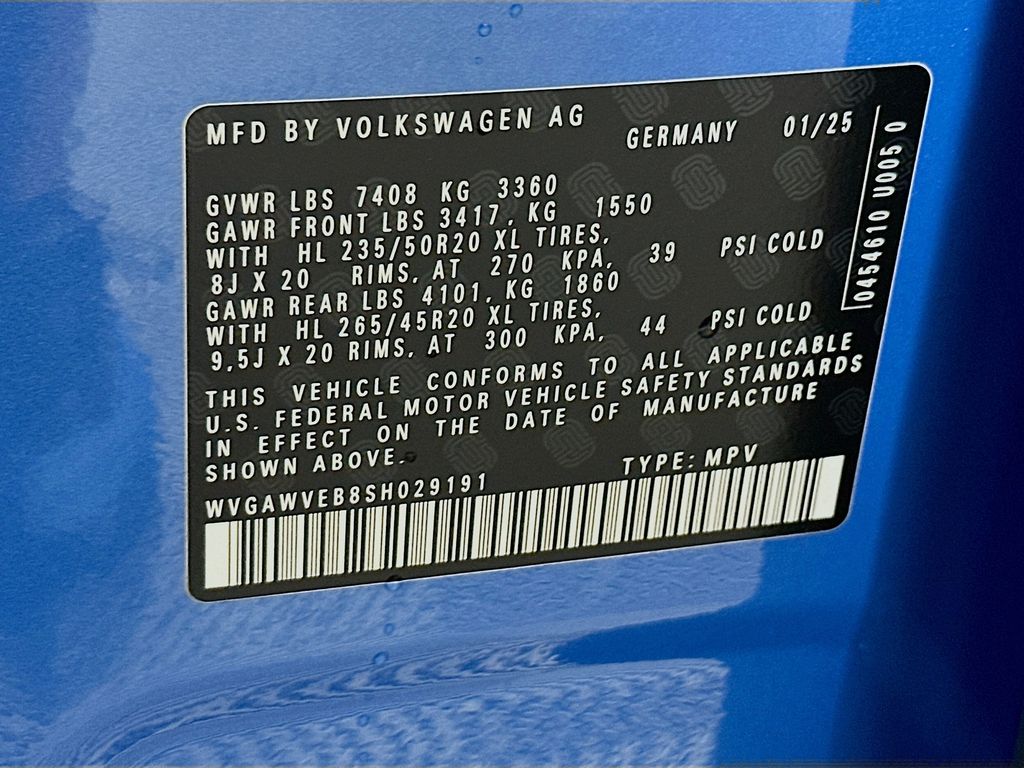 MFD BY VOLKSWAGEN AG GERMANY 01/25
GVWR LBS 7408 KG 3360
GAWR FRONT LBS 3417, KG 1550
WITH HL 235/50R20 XL TIRES,
8J X 20 RIMS, AT 270 KPA, 39 PSI COLD
GAWR REAR LBS 4101, KG 1860
WITH HL 265/45R20 XL TIRES,
9,5J X 20 RIMS, AT 300 KPA, 44 PSI COLD
THIS VEHICLE CONFORMS TO ALL APPLICABLE
U.S. FEDERAL MOTOR VEHICLE SAFETY STANDARDS
IN EFFECT ON THE DATE OF MANUFACTURE
SHOWN ABOVE.
WVGAWVEB8SH029191 TYPE: MPV
0454610 U005 0